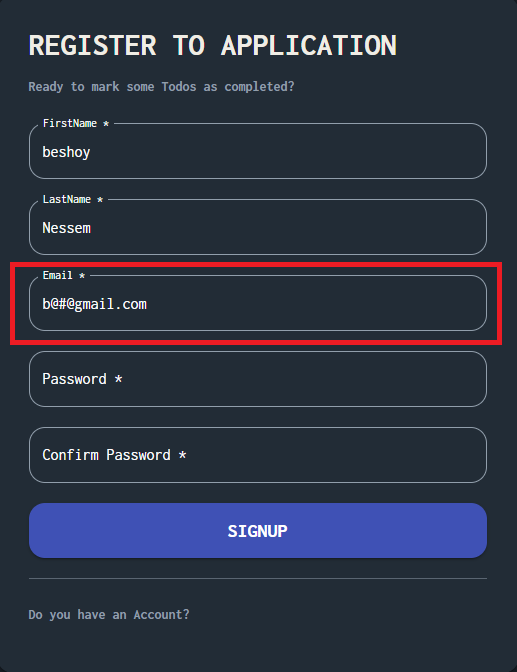 REGISTER TO APPLICATION
Ready to mark some Todos as completed?
FirstName *
beshoy
LastName *
Nessem
Email *
b@#@gmail.com
Password *
Confirm Password *
SIGNUP
Do you have an Account?